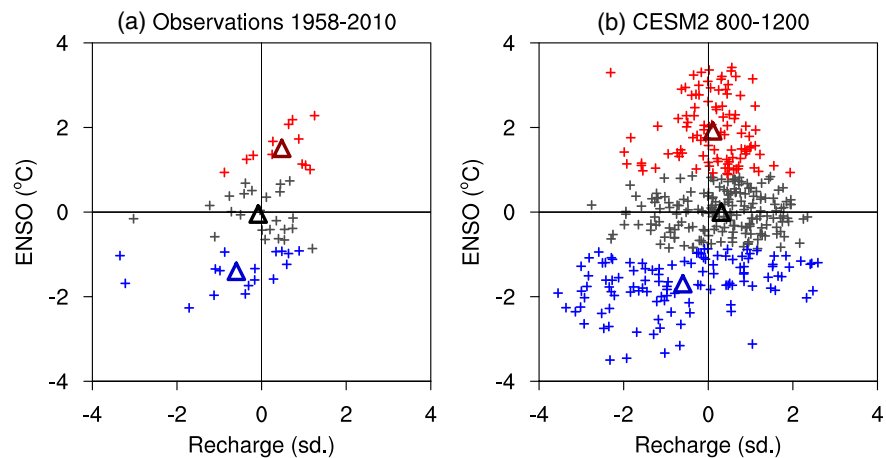 (a) Observations 1958-2010
4
2
0
-2
-4
ENSO (°C)
-4 -2 0 2 4
Recharge (sd.)
(b) CESM2 800-1200
4
2
0
-2
-4
ENSO (°C)
-4 -2 0 2 4
Recharge (sd.)